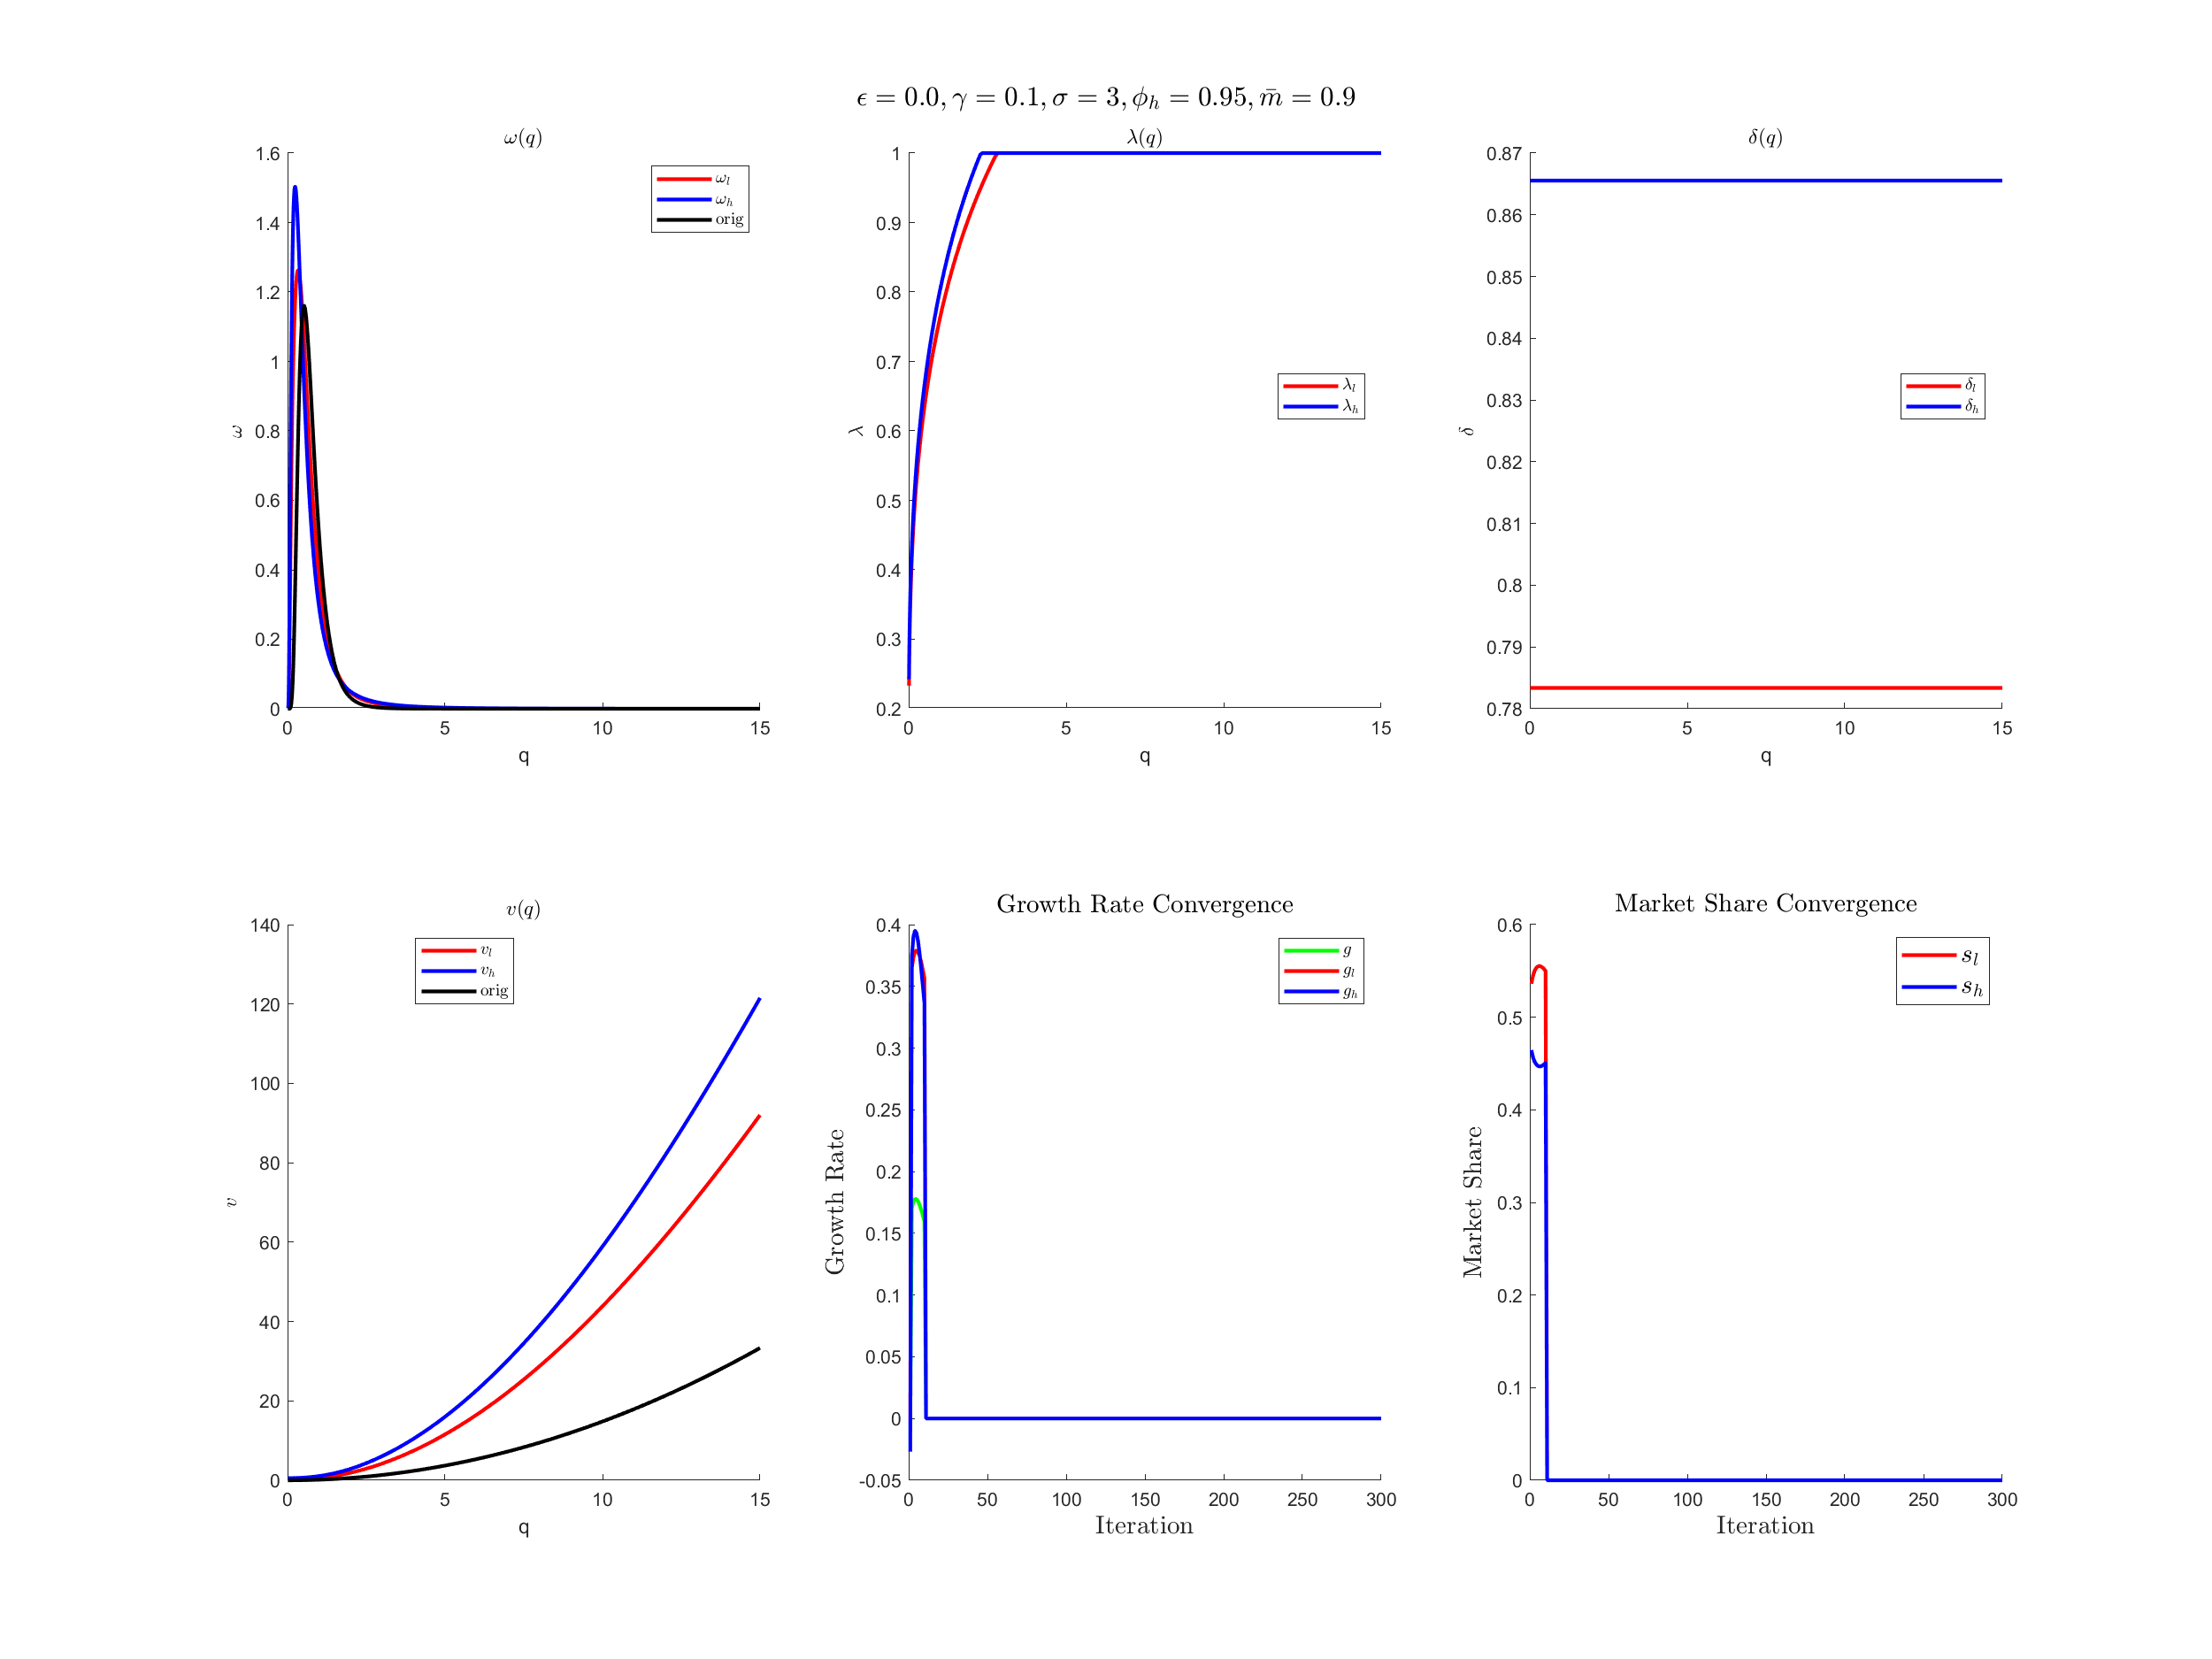 ϵ = 0.0, γ = 0.1, σ = 3, ϕ_h = 0.95, m̄ = 0.9
ω(q)
1.6
1.4
1.2
1
0.8
0.6
0.4
0.2
0
ω
0 5 10 15
q
ω_l
ω_h
orig
λ(q)
1
0.9
0.8
0.7
0.6
0.5
0.4
0.3
0.2
λ
0 5 10 15
q
λ_l
λ_h
δ(q)
0.87
0.86
0.85
0.84
0.83
0.82
0.81
0.8
0.79
0.78
δ
0 5 10 15
q
δ_l
δ_h
v(q)
140
120
100
80
60
40
20
0
v
0 5 10 15
q
v_l
v_h
orig
Growth Rate Convergence
0.4
0.35
0.3
0.25
0.2
0.15
0.1
0.05
0
-0.05
Growth Rate
0 50 100 150 200 250 300
Iteration
g
g_l
g_h
Market Share Convergence
0.6
0.5
0.4
0.3
0.2
0.1
0
Market Share
0 50 100 150 200 250 300
Iteration
s_l
s_h